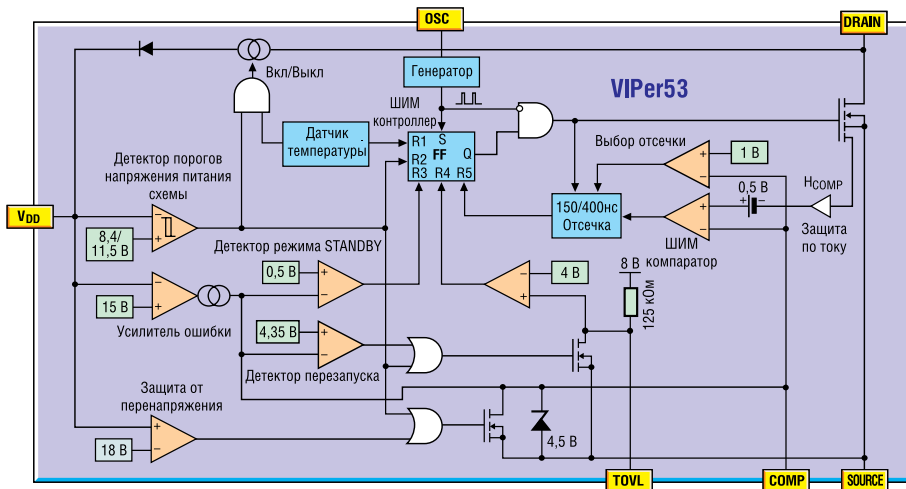 OSC
DRAIN
Вкл/Выкл
Генератор
VIPer53
ШИМ
контроллер
Датчик
температуры
R1
S
R2
FF
Q
R3
R4
R5
Выбор отсечки
+
−
1 В
Детектор порогов
напряжения питания
схемы
VDD
−
+
8,4/
11,5 В
150/400нс
Отсечка
0,5 В
+
−
HCOMP
+
−
ШИМ
компаратор
Защита
по току
Детектор режима STANDBY
0,5 В
+
−
−
+
4 В
8 В
125 кОм
−
+
15 В
Усилитель ошибки
4,35 В
+
−
Детектор перезапуска
Защита от
перенапряжения
+
−
18 В
4,5 В
TOVL
COMP
SOURCE